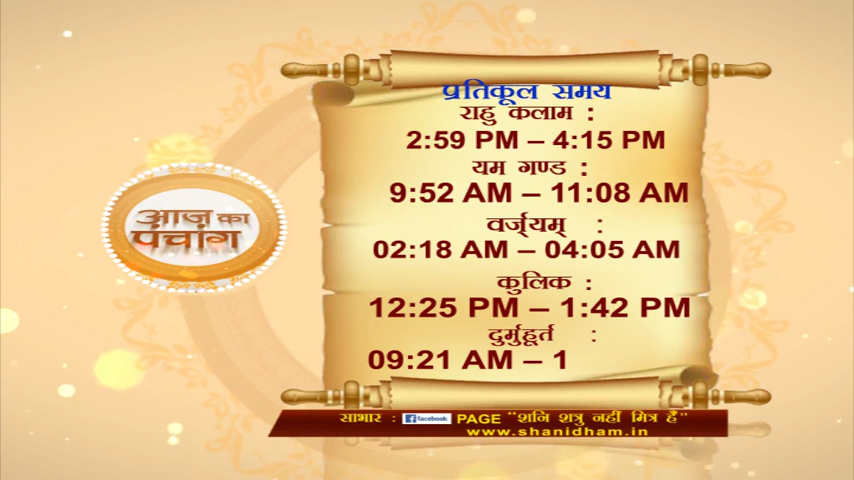 आज का
पंचांग
प्रतिकूल समय
राहु कलाम :
2:59 PM – 4:15 PM
यम गण्ड :
9:52 AM – 11:08 AM
वर्ज्यम् :
02:18 AM – 04:05 AM
कुलिक :
12:25 PM – 1:42 PM
दुर्मुहूर्त :
09:21 AM – 1
साभार : facebook PAGE "शनि शत्रु नहीं मित्र हैं"
www.shanidham.in